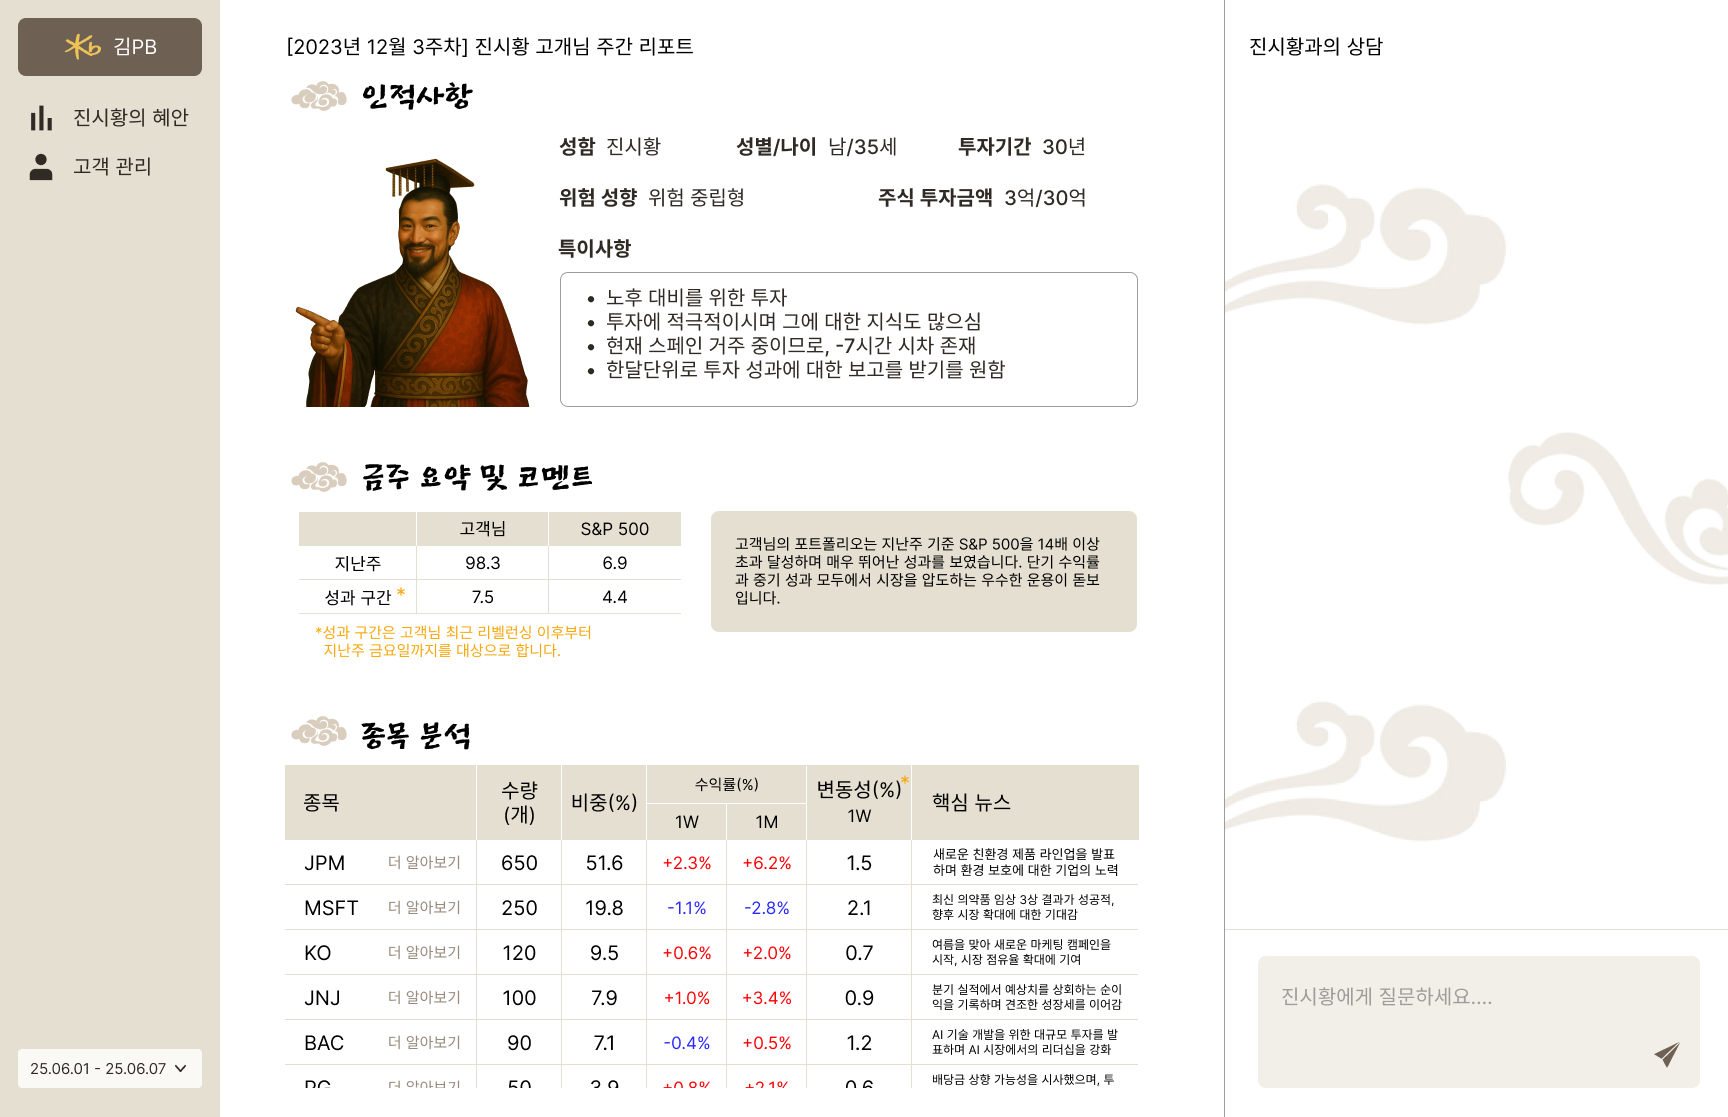 김PB
진시황의 혜안
고객 관리
25.06.01 - 25.06.07
[2023년 12월 3주차] 진시황 고개님 주간 리포트
인적사항
성함 진시황 성별/나이 남/35세 투자기간 30년
위험 성향 위험 중립형 주식 투자금액 3억/30억
특이사항
• 노후 대비를 위한 투자
• 투자에 적극적이시며 그에 대한 지식도 많으심
• 현재 스페인 거주 중이므로, -7시간 시차 존재
• 한달단위로 투자 성과에 대한 보고를 받기를 원함
금주 요약 및 코멘트
고객님 S&P 500
지난주 98.3 6.9
성과 구간 * 7.5 4.4
*성과 구간은 고객님 최근 리벨런싱 이후부터
지난주 금요일까지를 대상으로 합니다.
고객님의 포트폴리오는 지난주 기준 S&P 500을 14배 이상
초과 달성하며 매우 뛰어난 성과를 보였습니다. 단기 수익률
과 중기 성과 모두에서 시장을 압도하는 우수한 운용이 돋보
입니다.
종목 분석
종목 수량 (개) 비중(%) 수익률(%) 1W 1M 변동성(%)* 1W 핵심 뉴스
JPM 더 알아보기 650 51.6 +2.3% +6.2% 1.5 새로운 친환경 제품 라인업을 발표
하며 환경 보호에 대한 기업의 노력
MSFT 더 알아보기 250 19.8 -1.1% -2.8% 2.1 최신 의약품 임상 3상 결과가 성공적,
향후 시장 확대에 대한 기대감
KO 더 알아보기 120 9.5 +0.6% +2.0% 0.7 여름을 맞아 새로운 마케팅 캠페인을
시작, 시장 점유율 확대에 기여
JNJ 더 알아보기 100 7.9 +1.0% +3.4% 0.9 분기 실적에서 예상치를 상회하는 순이
익을 기록하며 견조한 성장세를 이어감
BAC 더 알아보기 90 7.1 -0.4% +0.5% 1.2 AI 기술 개발을 위한 대규모 투자를 발
표하며 AI 시장에서의 리더십을 강화
PG 더 알아보기 50 3.9 +0.8% +2.1% 0.6 배당금 상향 가능성을 시사했으며, 투
진시황과의 상담
진시황에게 질문하세요....